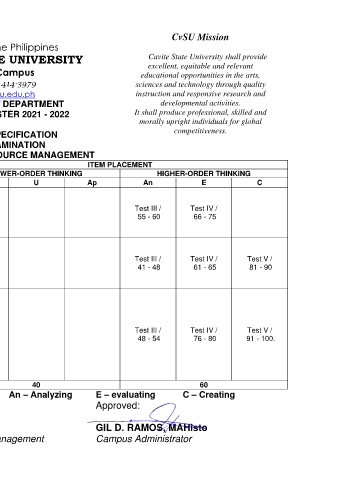 he Philippines
E UNIVERSITY
Campus
414-3979
u.edu.ph
DEPARTMENT
STER 2021 - 2022
PECIFICATION
AMINATION
OURCE MANAGEMENT
CvSU Mission
Cavite State University shall provide
excellent, equitable and relevant
educational opportunities in the arts,
sciences and technology through quality
instruction and responsive research and
developmental activities.
It shall produce professional, skilled and
morally upright individuals for global
competitiveness.
ITEM PLACEMENT
WER-ORDER THINKING HIGHER-ORDER THINKING
U Ap An E C
Test III / Test IV /
55 - 60 66 - 75
Test III / Test IV / Test V /
41 - 48 61 - 65 81 - 90
Test III / Test IV / Test V /
48 - 54 76 - 80 91 - 100.
40 60
An – Analyzing E – evaluating C – Creating
Approved:
GIL D. RAMOS, MAHisto
anagement Campus Administrator